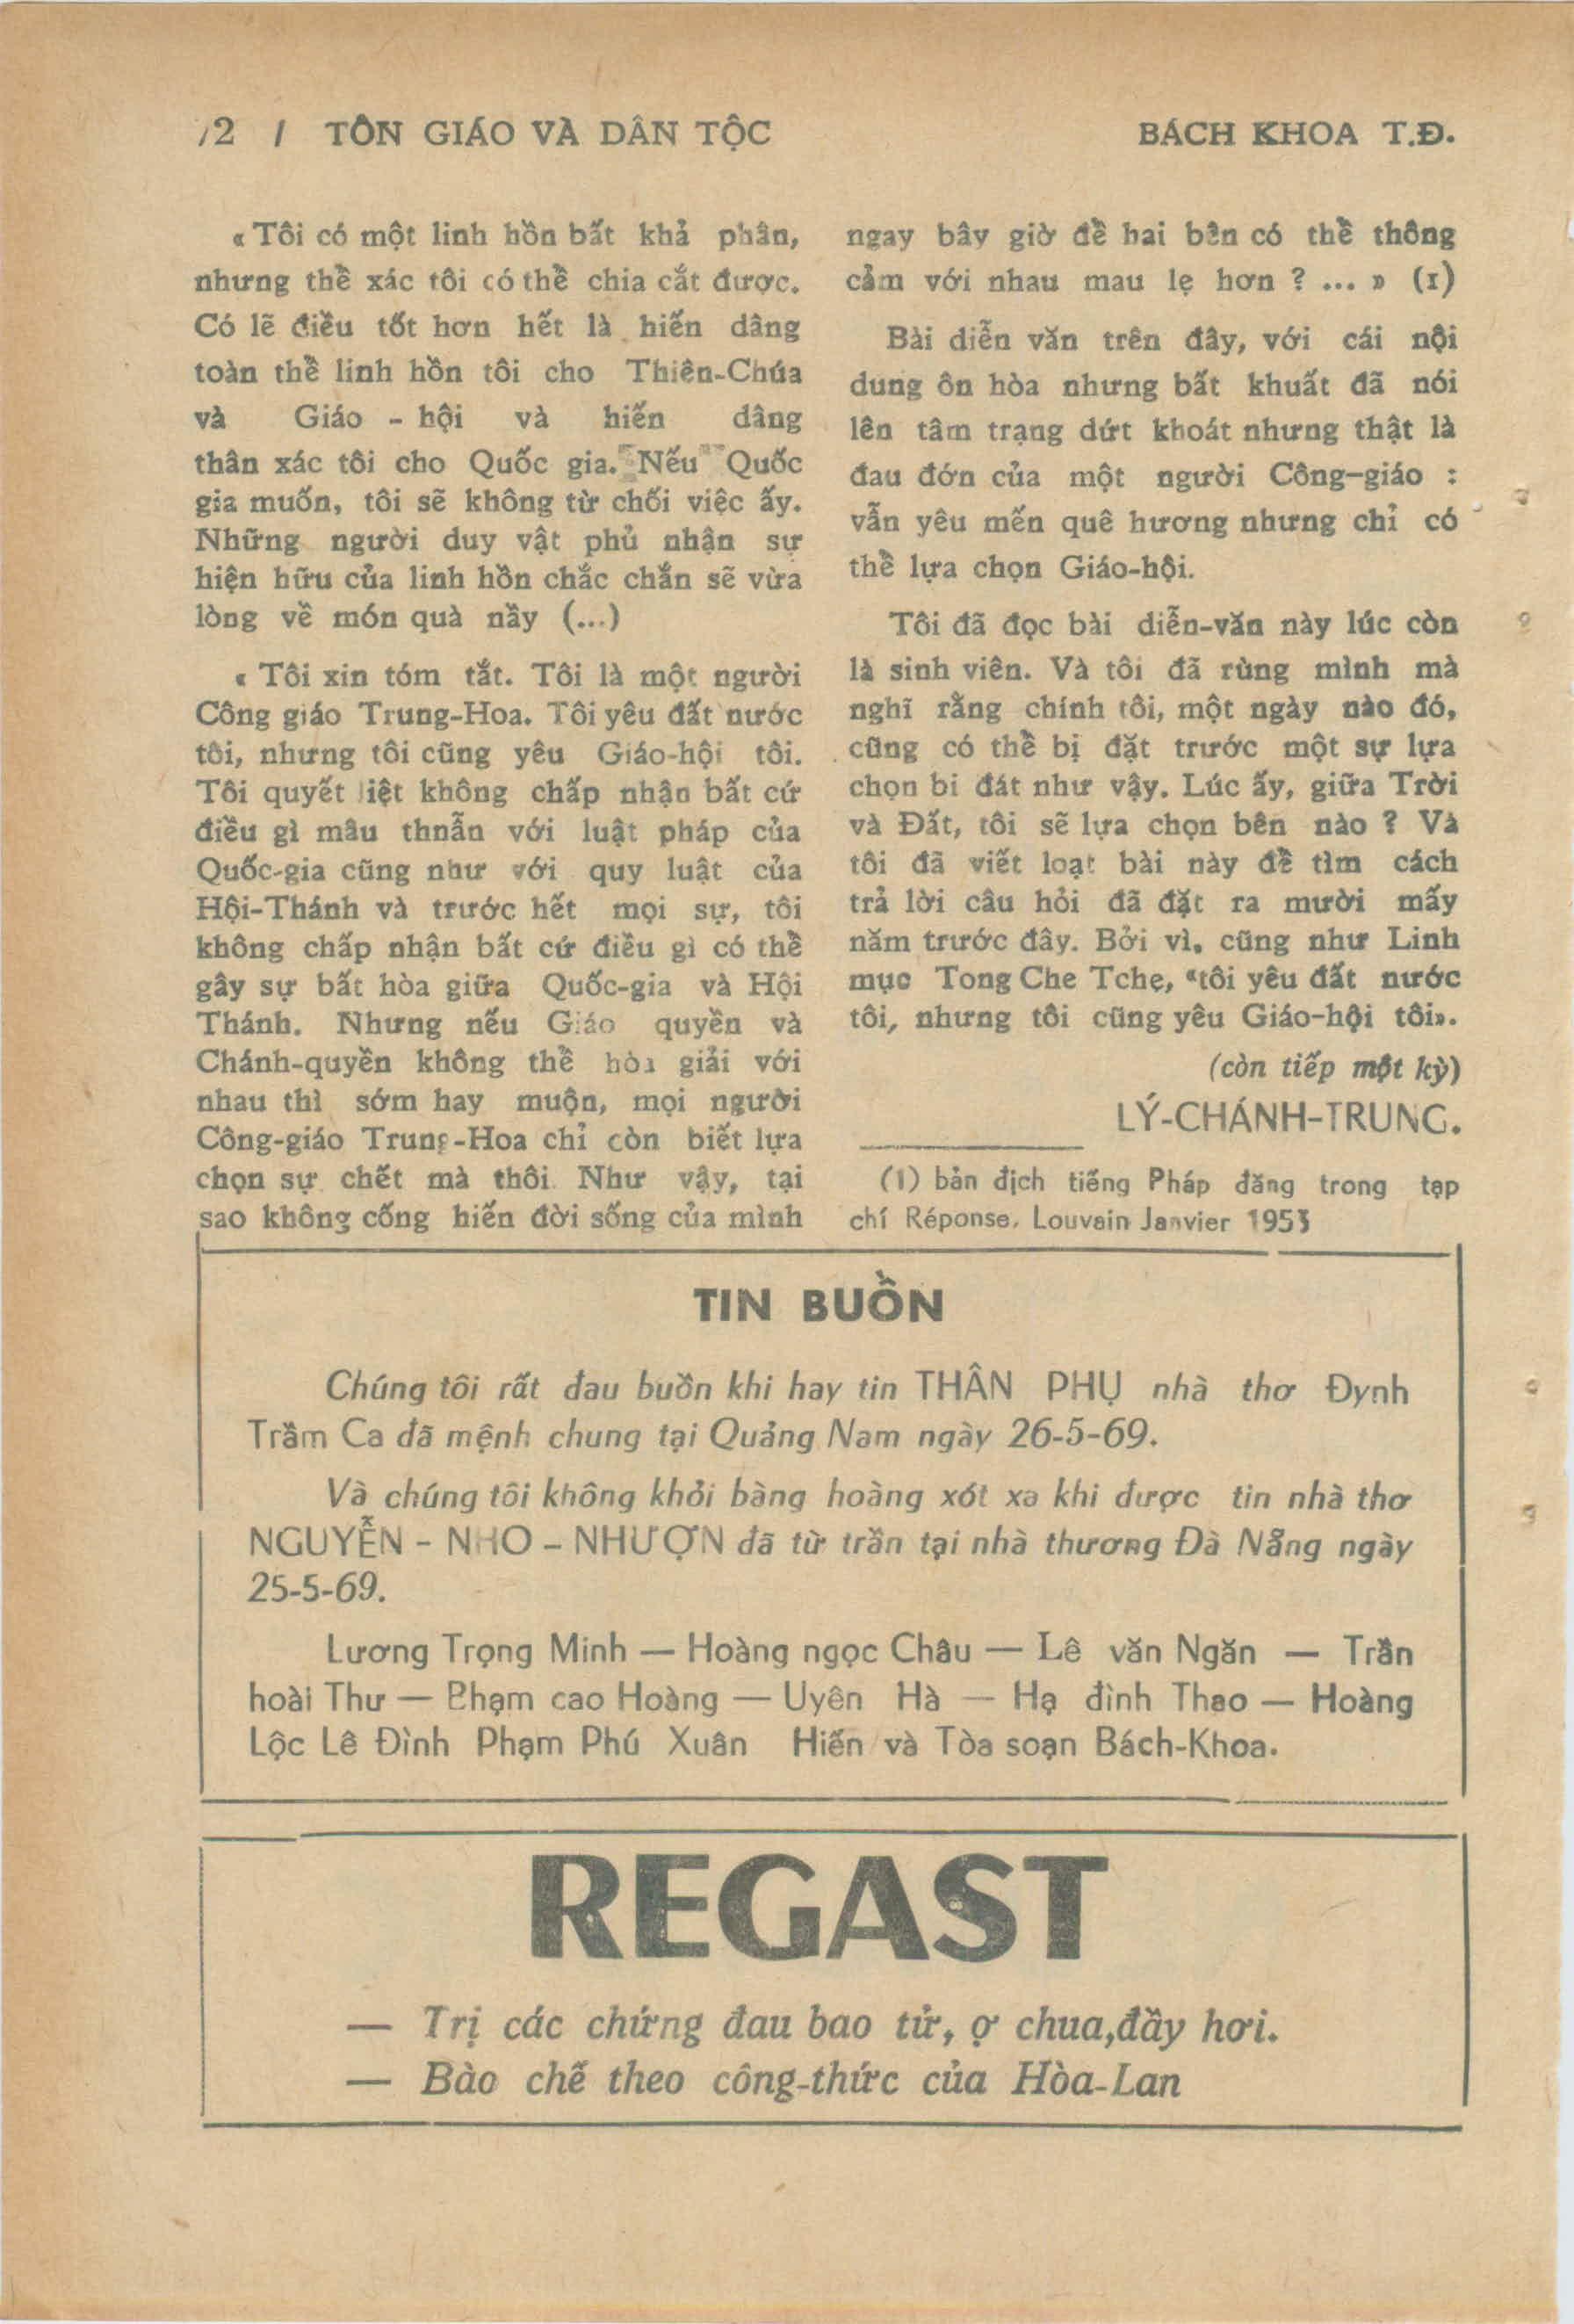 2 / TÔN GIÁO VÀ DÂN TỘC
BÁCH KHOA T.Đ.
« Tôi có một linh hồn bất khả phân,
nhưng thể xác tôi có thể chia cắt được.
Có lẽ điều tốt hơn hết là hiến dâng
toàn thể linh hồn tôi cho Thiên-Chúa
và Giáo - hội và hiến dâng
thân xác tôi cho Quốc gia. Nếu Quốc
gia muốn, tôi sẽ không từ chối việc ấy.
Những người duy vật phủ nhận sự
hiện hữu của linh hồn chắc chắn sẽ vừa
lòng về món quà nầy (...)
« Tôi xin tóm tắt. Tôi là một người
Công giáo Trung-Hoa. Tôi yêu đất nước
tôi, nhưng tôi cũng yêu Giáo-hội tôi.
Tôi quyết liệt không chấp nhận bất cứ
điều gì mâu thnẫn với luật pháp của
Quốc-gia cũng như với quy luật của
Hội-Thánh và trước hết mọi sự, tôi
không chấp nhận bất cứ điều gì có thể
gây sự bất hòa giữa Quốc-gia và Hội
Thánh. Nhưng nếu Giáo quyền và
Chánh-quyền không thể hòa giải với
nhau thì sớm hay muộn, mọi người
Công-giáo Trung-Hoa chỉ còn biết lựa
chọn sự chết mà thôi. Như vậy, tại
sao không cống hiến đời sống của mình
ngay bây giờ để hai bên có thể thông
cảm với nhau mau lẹ hơn ? ... » (1)
Bài diễn văn trên đây, với cái nội
dung ôn hòa nhưng bất khuất đã nói
lên tâm trạng dứt khoát nhưng thật là
đau đớn của một người Công-giáo :
vẫn yêu mến quê hương nhưng chỉ có
thể lựa chọn Giáo-hội.
Tôi đã đọc bài diễn-văn này lúc còn
là sinh viên. Và tôi đã rùng mình mà
nghĩ rằng chính tôi, một ngày nào đó,
cũng có thể bị đặt trước một sự lựa
chọn bi đát như vậy. Lúc ấy, giữa Trời
và Đất, tôi sẽ lựa chọn bên nào ? Và
tôi đã viết loạt bài này để tìm cách
trả lời câu hỏi đã đặt ra mười mấy
năm trước đây. Bởi vì, cũng như Linh
mục Tong Che Tche, “tôi yêu đất nước
tôi, nhưng tôi cũng yêu Giáo-hội tôi».
(còn tiếp một kỳ)
LÝ-CHÁNH-TRUNG.
(1) bản dịch tiếng Pháp đăng trong tạp
chí Réponse, Louvain Janvier 1953
TIN BUỒN
Chúng tôi rất đau buồn khi hay tin THÂN PHỤ nhà thơ Đynh
Trầm Ca đã mệnh chung tại Quảng Nam ngày 26-5-69.
Và chúng tôi không khỏi bàng hoàng xót xa khi được tin nhà thơ
NGUYỄN - NHO - NHƯỢN đã từ trần tại nhà thương Đà Nẵng ngày
25-5-69.
Lương Trọng Minh — Hoàng ngọc Châu — Lê văn Ngăn — Trần
hoài Thư — Phạm cao Hoàng — Uyên Hà — Hạ đình Thao — Hoàng
Lộc Lê Đình Phạm Phú Xuân Hiến và Tòa soạn Bách-Khoa.
REGAST
— Trị các chứng đau bao tử, ợ chua,đầy hơi.
— Bào chế theo công-thức của Hòa-Lan